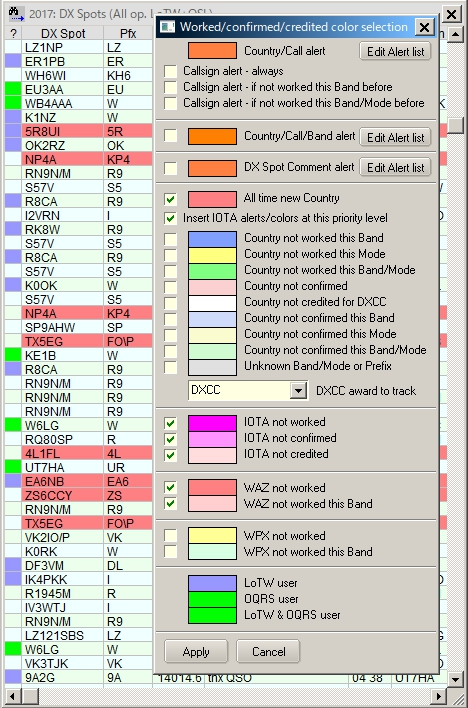 2017: DX Spots (All op. LoTW+QSL)
? DX Spot Pfx
LZ1NP LZ
ER1PB ER
WH6WI KH6
EU3AA EU
WB4AAA W
K1NZ W
5R8UI 5R
OK2RZ OK
NP4A KP4
RN9N/M R9
S57V S5
R8CA R9
I2VRN I
RK8W R9
S57V S5
R8CA R9
K0OK W
S57V S5
NP4A KP4
SP9AHW SP
TX5EG FO\P
KE1B W
R8CA R9
RN9N/M R9
RN9N/M R9
RN9N/M R9
W6LG W
RQ80SP R
4L1FL 4L
UT7HA UR
EA6NB EA6
ZS6CCY ZS
RN9N/M R9
TX5EG FO\P
VK2IO/P VK
K0RK W
DF3VM DL
IK4PKK I
R1945M R
IV3WTJ I
RN9N/M R9
LZ121SBS LZ
W6LG W
VK3TJK VK
9A2G 9A 14014.6 tnx QSO 04 38 UT7HA
Worked/confirmed/credited color selection
Country/Call alert Edit Alert list
Callsign alert - always
Callsign alert - if not worked this Band before
Callsign alert - if not worked this Band/Mode before
Country/Call/Band alert Edit Alert list
DX Spot Comment alert Edit Alert list
All time new Country
Insert IOTA alerts/colors at this priority level
Country not worked this Band
Country not worked this Mode
Country not worked this Band/Mode
Country not confirmed
Country not credited for DXCC
Country not confirmed this Band
Country not confirmed this Mode
Country not confirmed this Band/Mode
Unknown Band/Mode or Prefix
DXCC DXCC award to track
IOTA not worked
IOTA not confirmed
IOTA not credited
WAZ not worked
WAZ not worked this Band
WPX not worked
WPX not worked this Band
LoTW user
OQRS user
LoTW & OQRS user
Apply Cancel